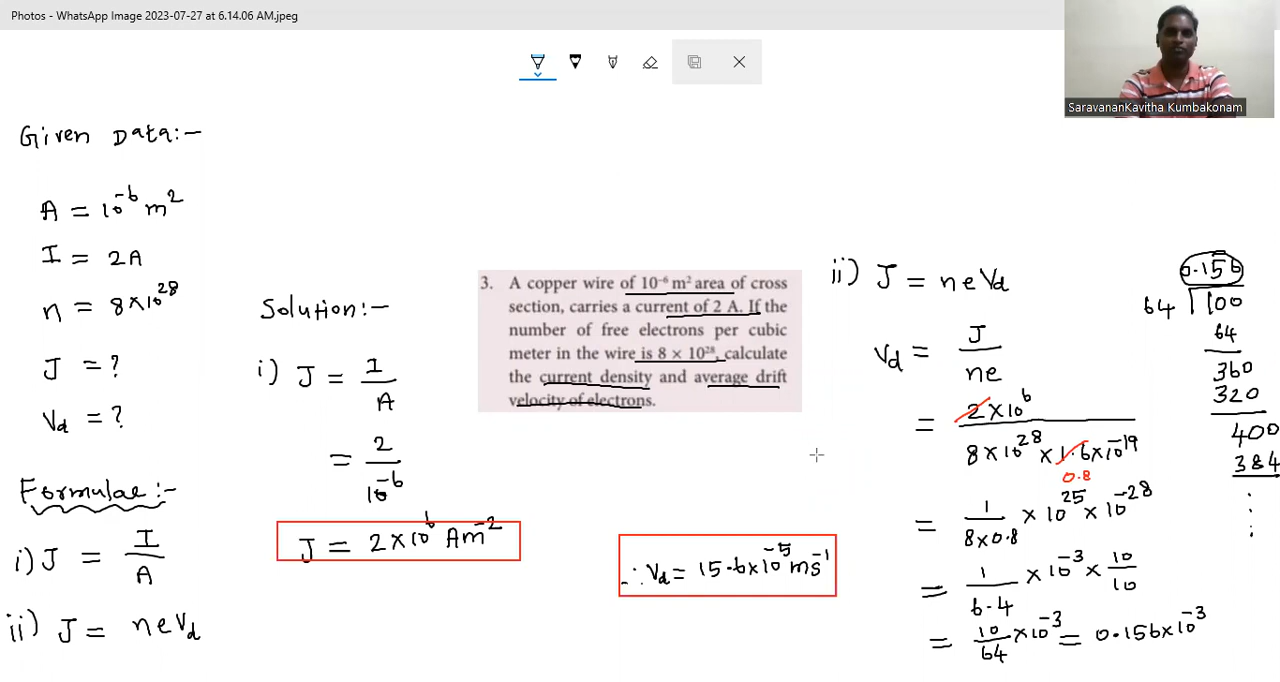 Photos - WhatsApp Image 2023-07-27 at 6.14.06 AM.jpeg
SaravananKavitha Kumbakonam
Given Data:-
A = 10⁻⁶ m²
I = 2A
n = 8×10²⁸
J = ?
Vd = ?
Formulae:-
i) J = I/A
ii) J = neVd
Solution:-
i) J = I/A
= 2/10⁻⁶
J = 2×10⁶ Am⁻²
3. A copper wire of 10⁻⁶ m² area of cross
section, carries a current of 2 A. If the
number of free electrons per cubic
meter in the wire is 8 × 10²⁸, calculate
the current density and average drift
velocity of electrons.
∴ Vd = 15.6×10⁻⁵ ms⁻¹
ii) J = neVd
Vd = J/ne
= 2×10⁶ / 8×10²⁸ × 1.6×10⁻¹⁹
0.8
= 1/8×0.8 × 10²⁵ × 10⁻²⁸
= 1/6.4 × 10⁻³ × 10/10
= 10/64 × 10⁻³ = 0.156×10⁻³
0.156
64 100
64
360
320
400
384